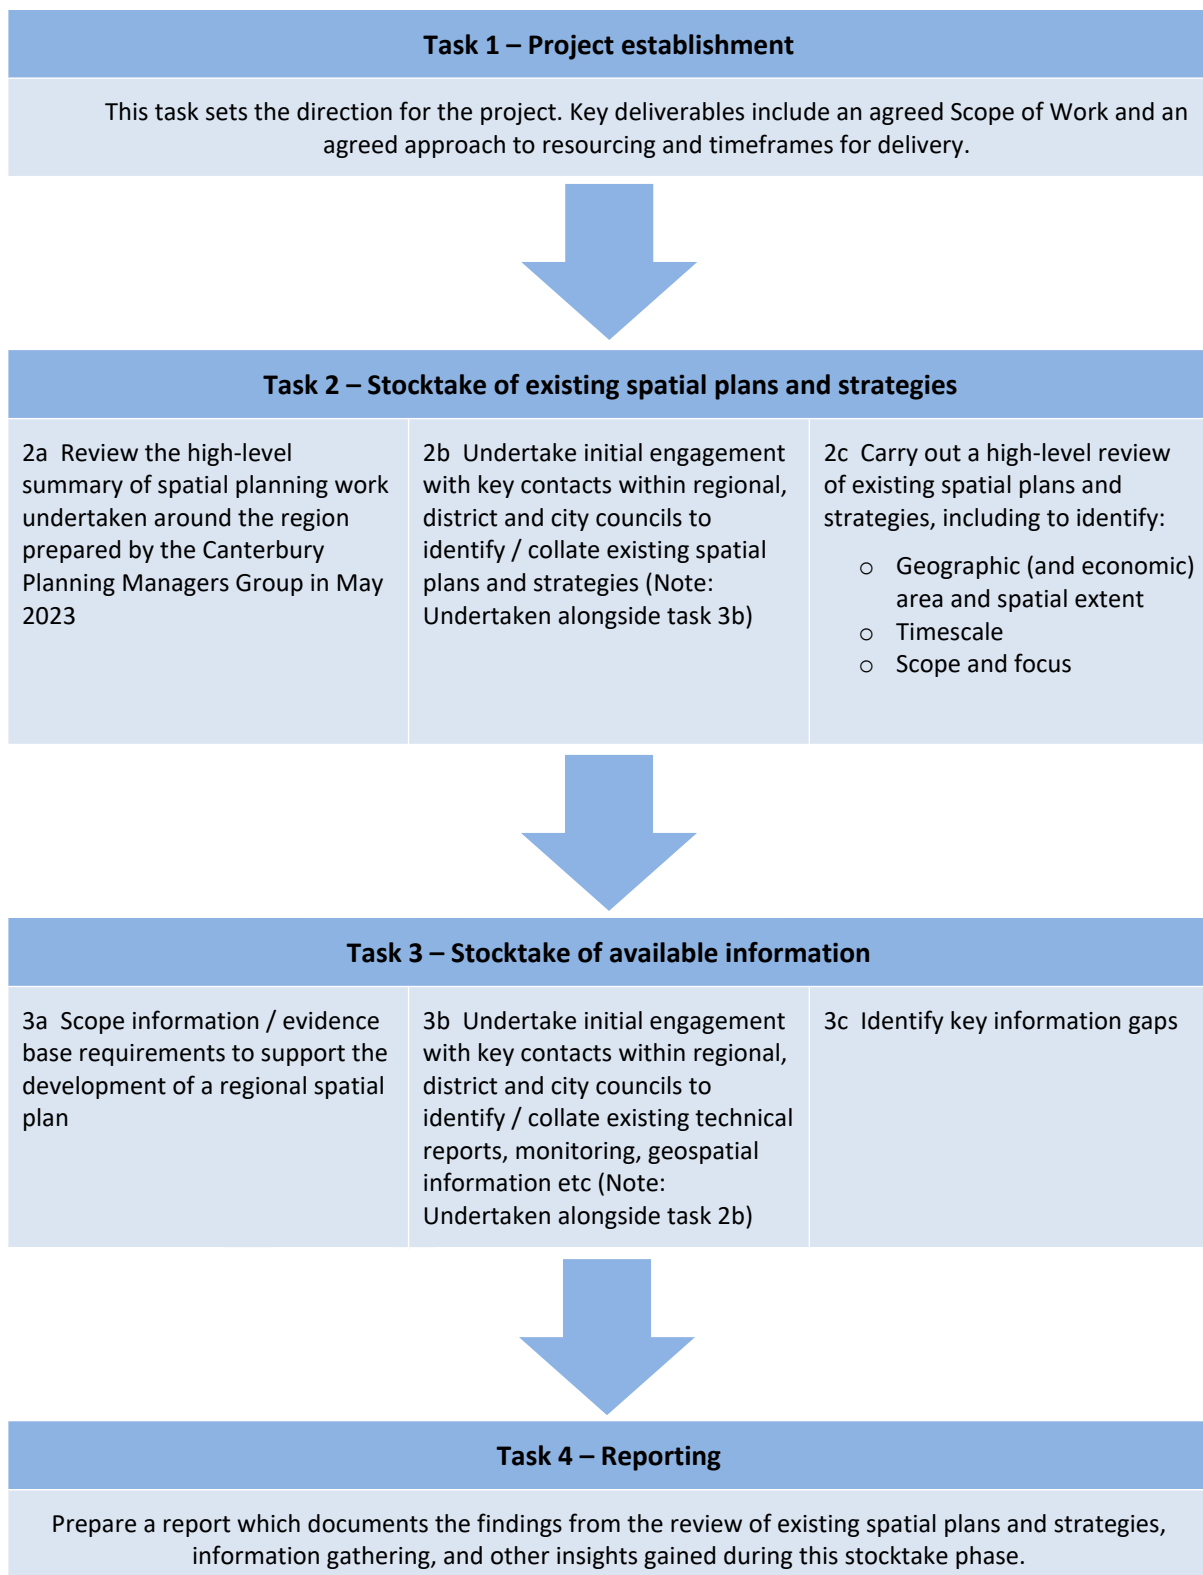 Task 1 – Project establishment
This task sets the direction for the project. Key deliverables include an agreed Scope of Work and an
agreed approach to resourcing and timeframes for delivery.
Task 2 – Stocktake of existing spatial plans and strategies
2a Review the high-level
summary of spatial planning work
undertaken around the region
prepared by the Canterbury
Planning Managers Group in May
2023
2b Undertake initial engagement
with key contacts within regional,
district and city councils to
identify / collate existing spatial
plans and strategies (Note:
Undertaken alongside task 3b)
2c Carry out a high-level review
of existing spatial plans and
strategies, including to identify:
o Geographic (and economic)
area and spatial extent
o Timescale
o Scope and focus
Task 3 – Stocktake of available information
3a Scope information / evidence
base requirements to support the
development of a regional spatial
plan
3b Undertake initial engagement
with key contacts within regional,
district and city councils to
identify / collate existing technical
reports, monitoring, geospatial
information etc (Note:
Undertaken alongside task 2b)
3c Identify key information gaps
Task 4 – Reporting
Prepare a report which documents the findings from the review of existing spatial plans and strategies,
information gathering, and other insights gained during this stocktake phase.